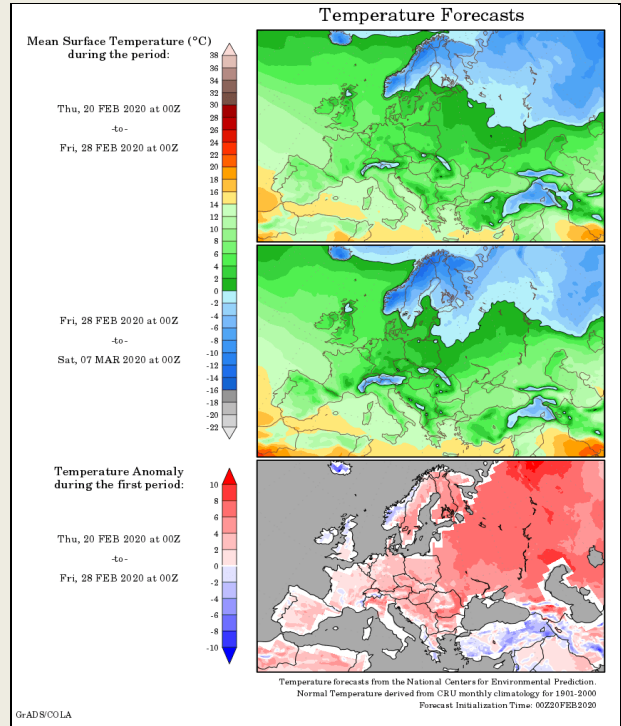 Temperature Forecasts
Mean Surface Temperature (°C)
during the period:
Thu, 20 FEB 2020 at 00Z
-to-
Fri, 28 FEB 2020 at 00Z
38
36
34
32
30
28
26
24
22
20
18
16
14
12
10
8
6
4
2
0
-2
-4
-6
-8
-10
-12
-14
-16
-18
-20
-22
Fri, 28 FEB 2020 at 00Z
-to-
Sat, 07 MAR 2020 at 00Z
Temperature Anomaly
during the first period:
Thu, 20 FEB 2020 at 00Z
-to-
Fri, 28 FEB 2020 at 00Z
10
8
6
4
2
0
-2
-4
-6
-8
-10
Temperature forecasts from the National Centers for Environmental Prediction.
Normal Temperature derived from CRU monthly climatology for 1901-2000
Forecast Initialization Time: 00Z20FEB2020
GrADS/COLA